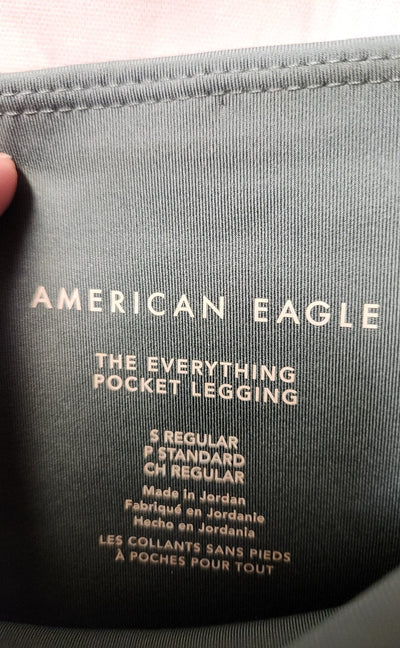 AMERICAN EAGLE
THE EVERYTHING
POCKET LEGGING
S REGULAR
P STANDARD
CH REGULAR
Made in Jordan
Fabriqué en Jordanie
Hecho en Jordania
LES COLLANTS SANS PIEDS
À POCHES POUR TOUT